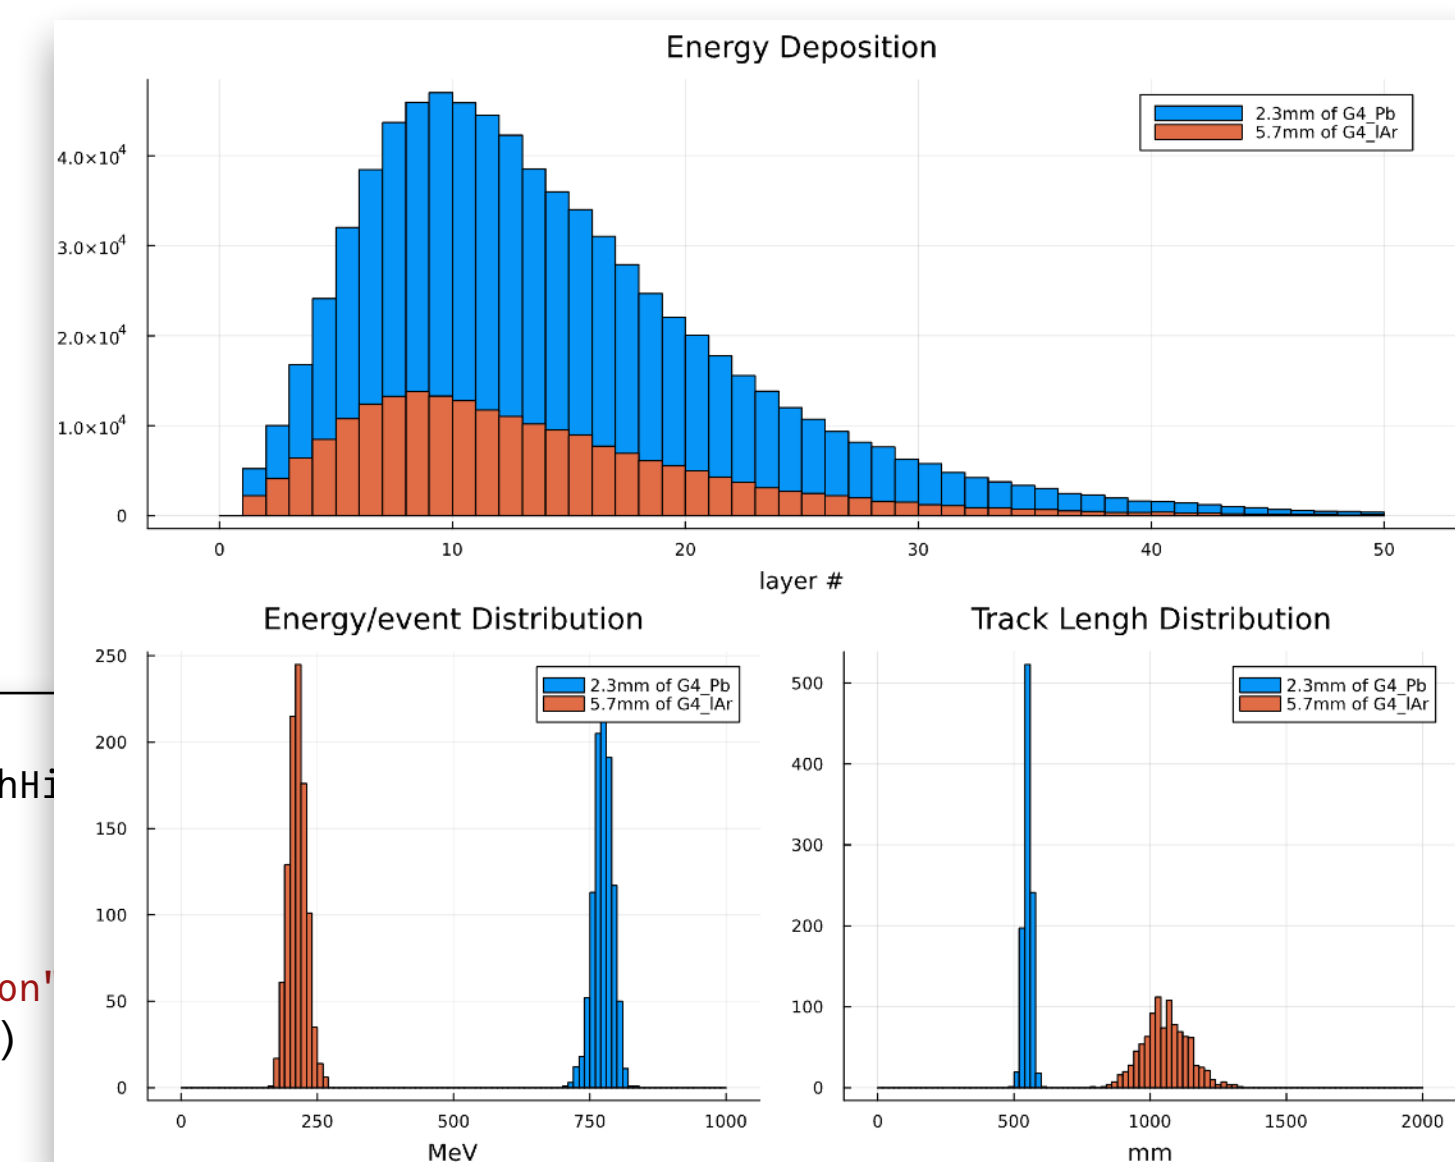 Energy Deposition
2.3mm of G4_Pb
5.7mm of G4_lAr
4.0×10⁴
3.0×10⁴
2.0×10⁴
1.0×10⁴
0
0 10 20 30 40 50
layer #
Energy/event Distribution
2.3mm of G4_Pb
5.7mm of G4_lAr
250
200
150
100
50
0
0 250 500 750 1000
MeV
Track Lengh Distribution
2.3mm of G4_Pb
5.7mm of G4_lAr
500
400
300
200
100
0
0 500 1000 1500 2000
mm
hHi
on"
)